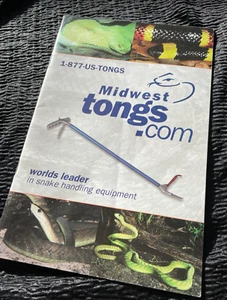 1-877-US-TONGS
Midwest
tongs
.com
worlds leader
in snake handling equipment